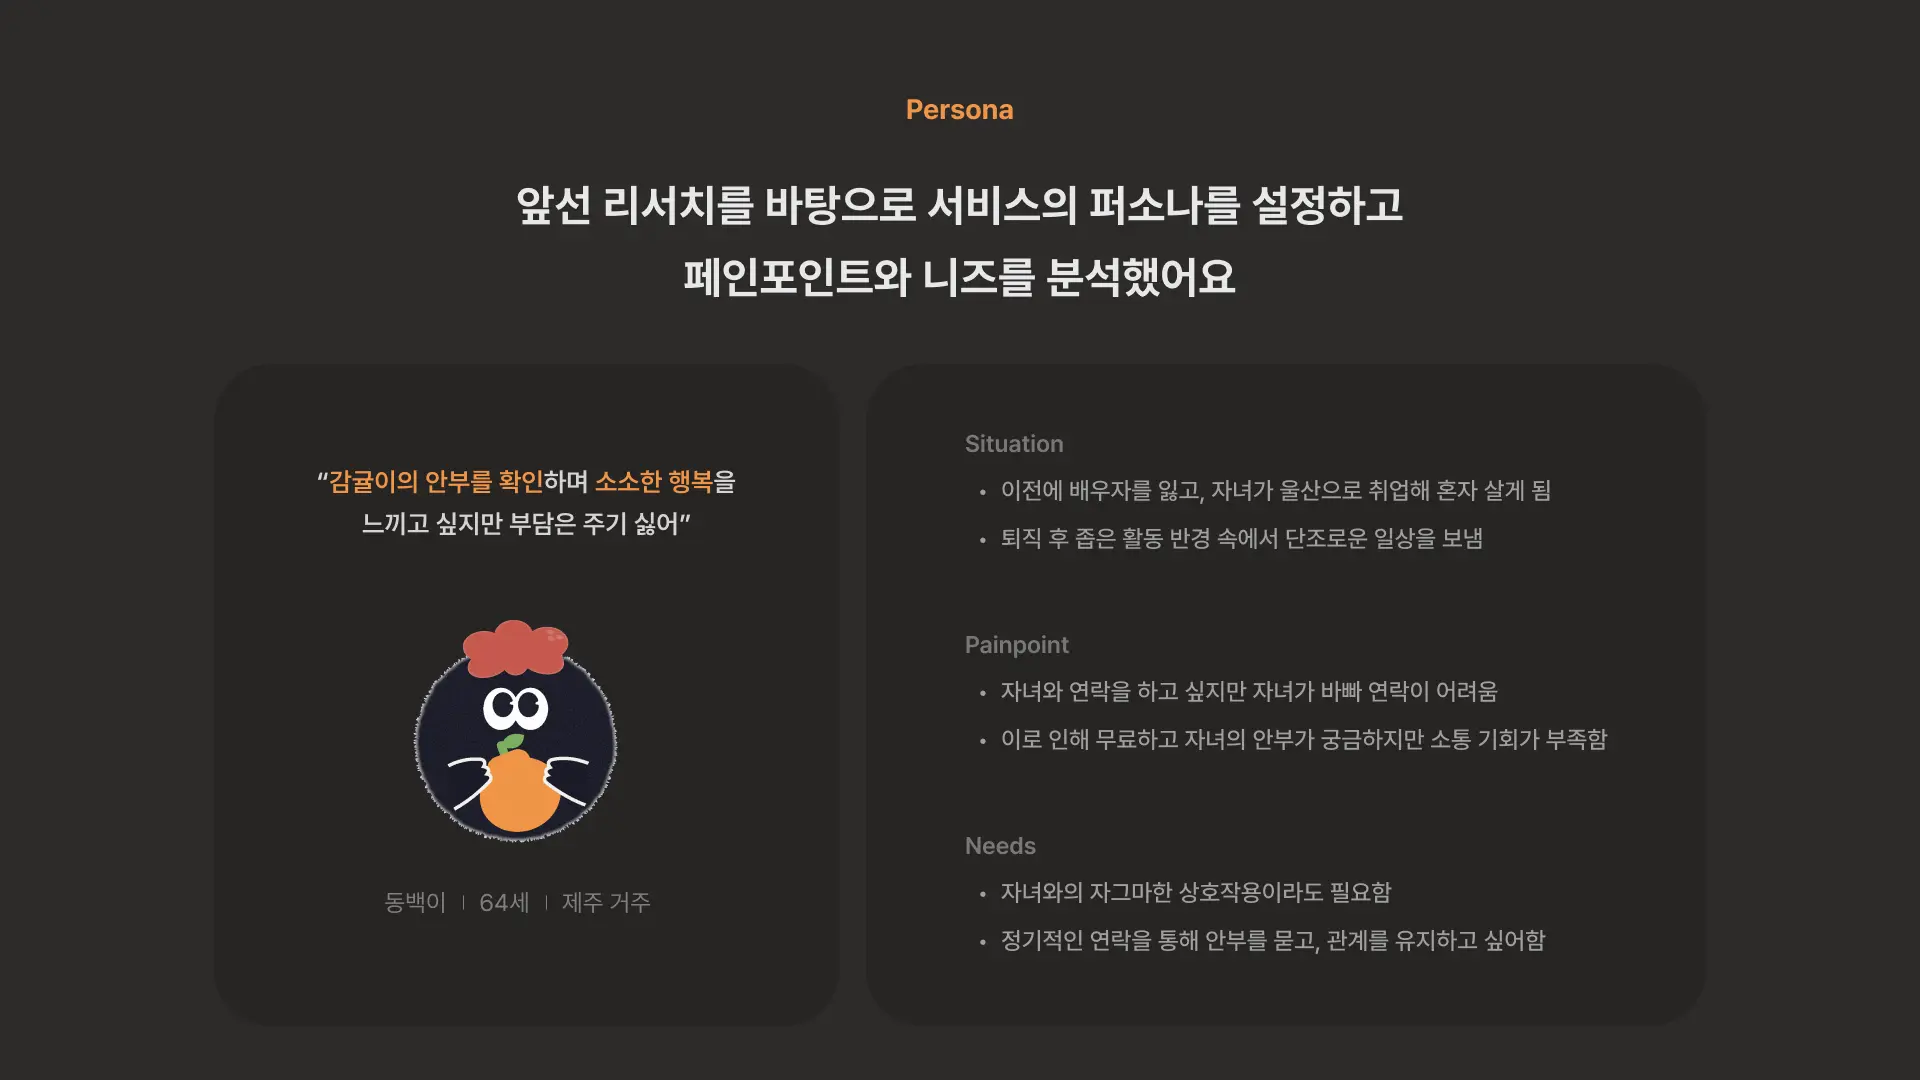 Persona
앞선 리서치를 바탕으로 서비스의 퍼소나를 설정하고
페인포인트와 니즈를 분석했어요
“감귤이의 안부를 확인하며 소소한 행복을
느끼고 싶지만 부담은 주기 싫어”
동백이 | 64세 | 제주 거주
Situation
• 이전에 배우자를 잃고, 자녀가 울산으로 취업해 혼자 살게 됨
• 퇴직 후 좁은 활동 반경 속에서 단조로운 일상을 보냄
Painpoint
• 자녀와 연락을 하고 싶지만 자녀가 바빠 연락이 어려움
• 이로 인해 무료하고 자녀의 안부가 궁금하지만 소통 기회가 부족함
Needs
• 자녀와의 자그마한 상호작용이라도 필요함
• 정기적인 연락을 통해 안부를 묻고, 관계를 유지하고 싶어함